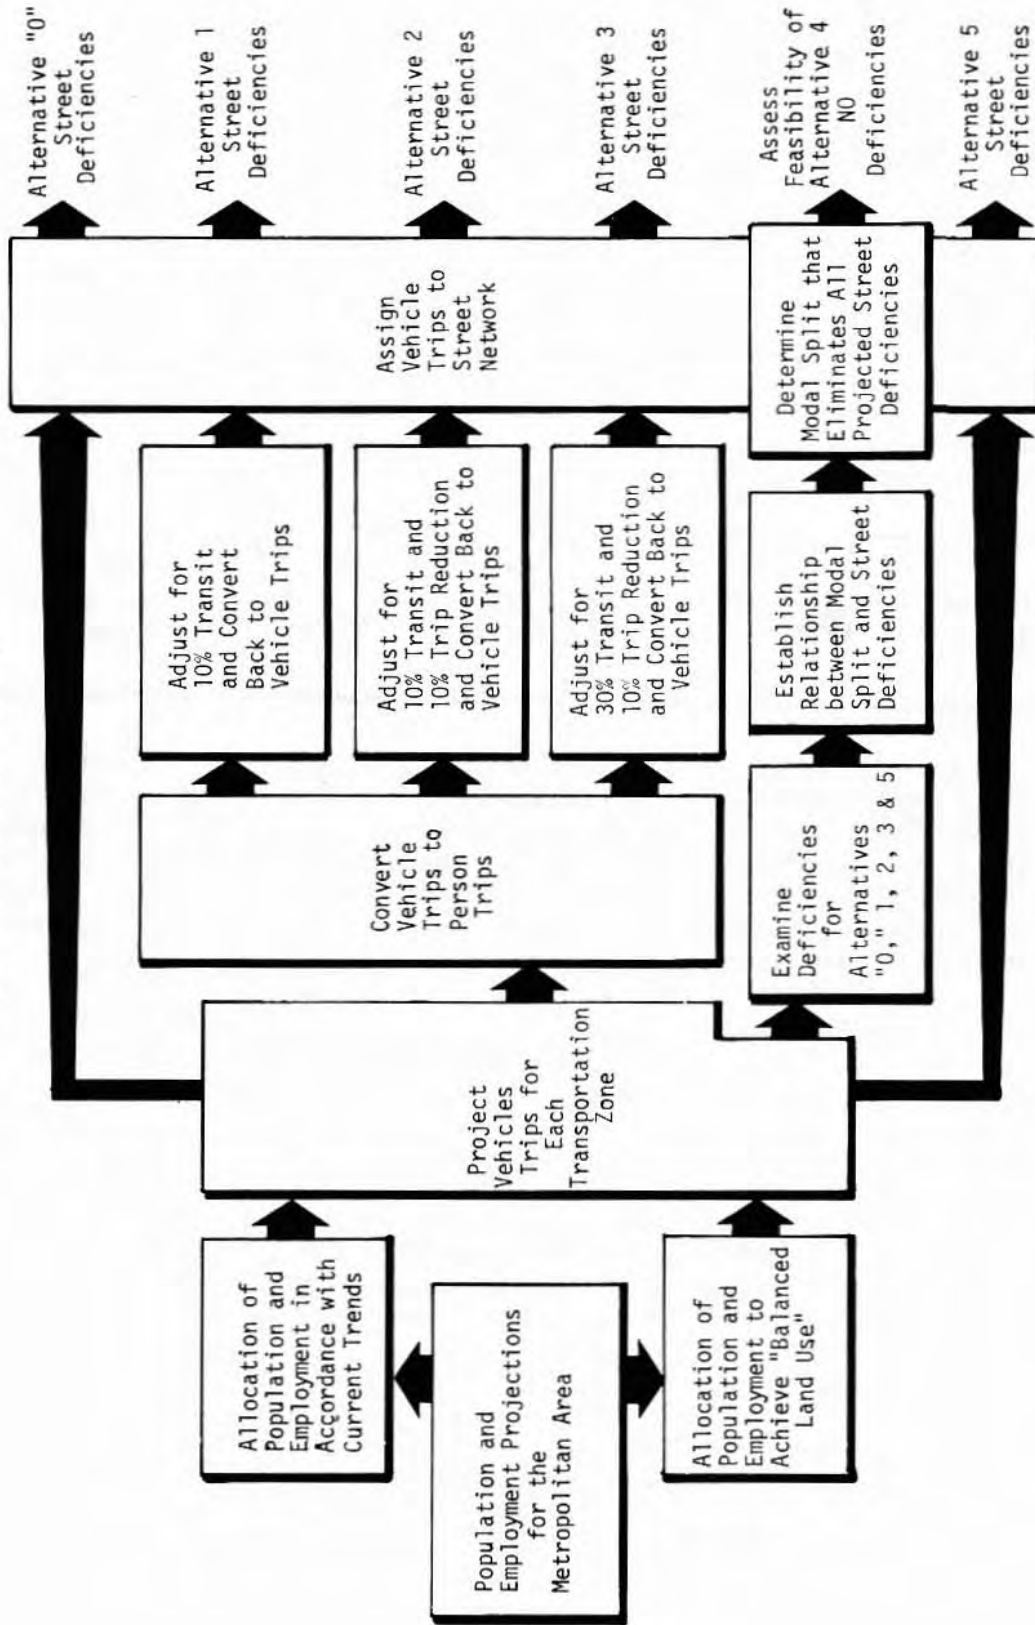 Population and
Employment Projections
for the
Metropolitan Area
Allocation of
Population and
Employment in
Accordance with
Current Trends
Allocation of
Population and
Employment to
Achieve "Balanced
Land Use"
Project
Vehicles
Trips for
Each
Transportation
Zone
Convert
Vehicle
Trips to
Person
Trips
Examine
Deficiencies
for
Alternatives
"0," 1, 2, 3 & 5
Adjust for
10% Transit
and Convert
Back to
Vehicle Trips
Adjust for
10% Transit and
10% Trip Reduction
and Convert Back to
Vehicle Trips
Adjust for
30% Transit and
10% Trip Reduction
and Convert Back to
Vehicle Trips
Establish
Relationship
between Modal
Split and Street
Deficiencies
Assign
Vehicle
Trips to
Street
Network
Determine
Modal Split that
Eliminates All
Projected Street
Deficiencies
Alternative "0"
Street
Deficiencies
Alternative 1
Street
Deficiencies
Alternative 2
Street
Deficiencies
Alternative 3
Street
Deficiencies
Assess
Feasibility of
Alternative 4
NO
Deficiencies
Alternative 5
Street
Deficiencies